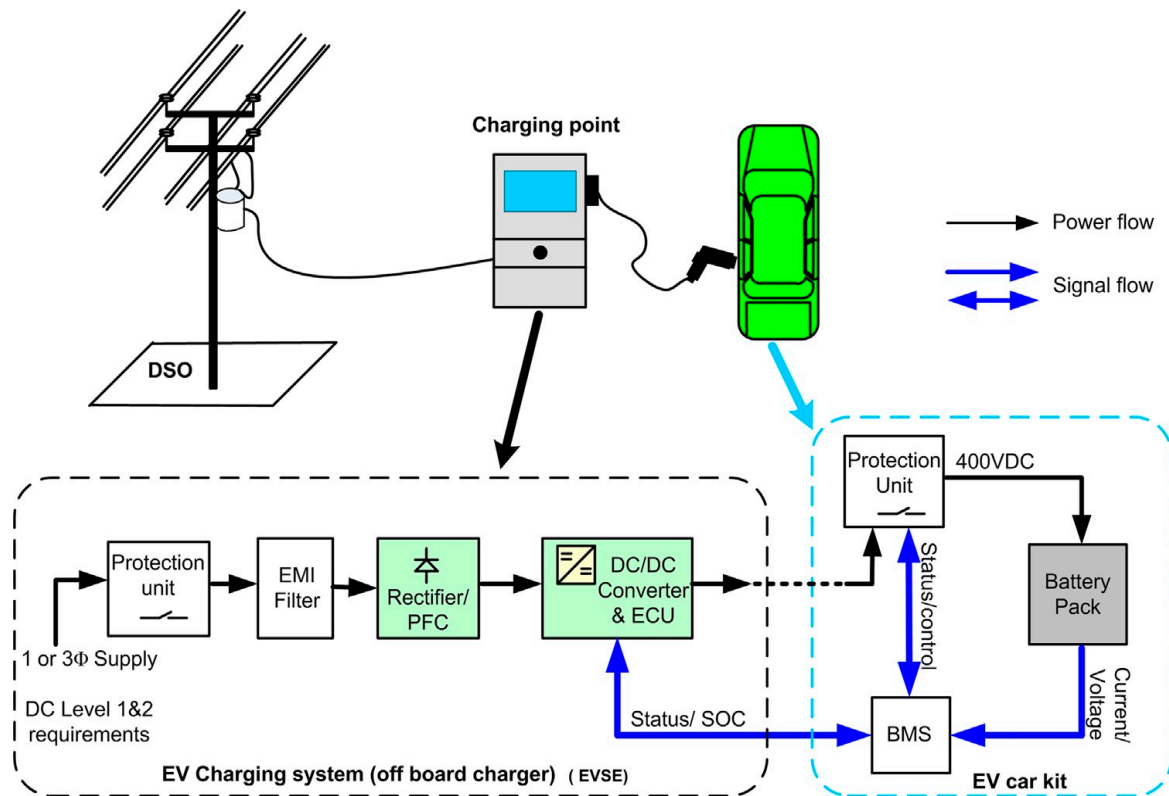 Charging point
Power flow
Signal flow
DSO
Protection
Unit
400VDC
Protection
unit
EMI
Filter
Rectifier/
PFC
DC/DC
Converter
& ECU
Status/control
Battery
Pack
1 or 3Φ Supply
DC Level 1&2
requirements
Status/ SOC
BMS
Current/
Voltage
EV Charging system (off board charger) ( EVSE)
EV car kit